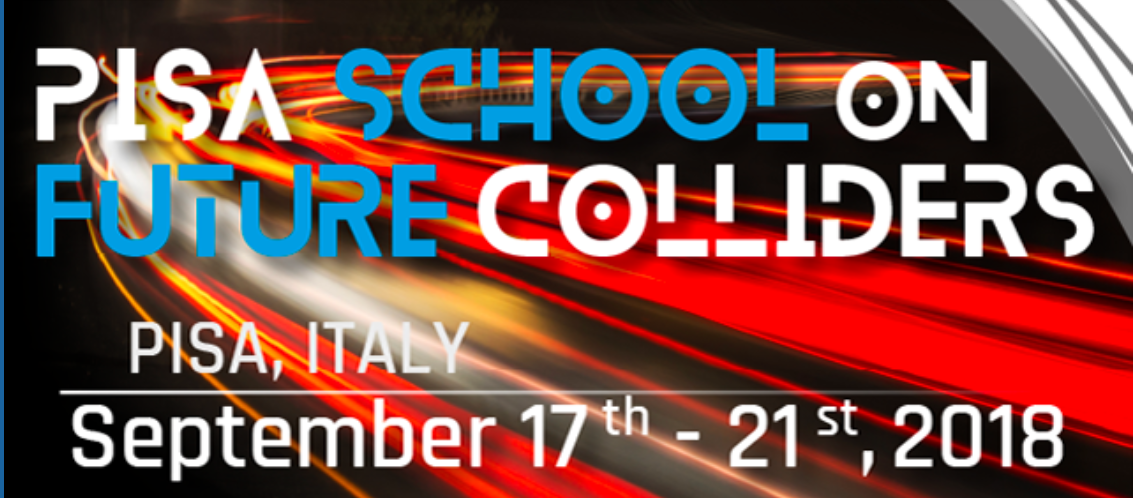 PISA SCHOOL ON
FUTURE COLLIDERS
PISA, ITALY
September 17th - 21st, 2018